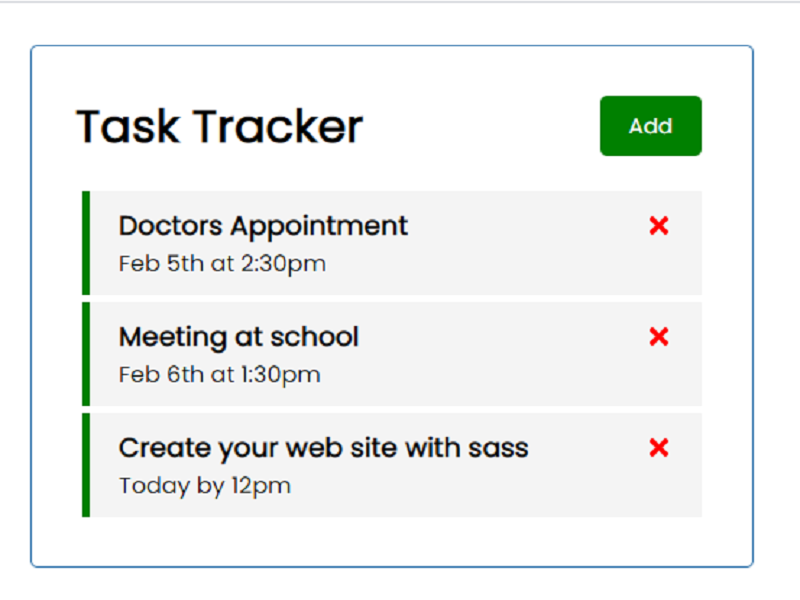 Task Tracker
Add
Doctors Appointment
Feb 5th at 2:30pm
Meeting at school
Feb 6th at 1:30pm
Create your web site with sass
Today by 12pm